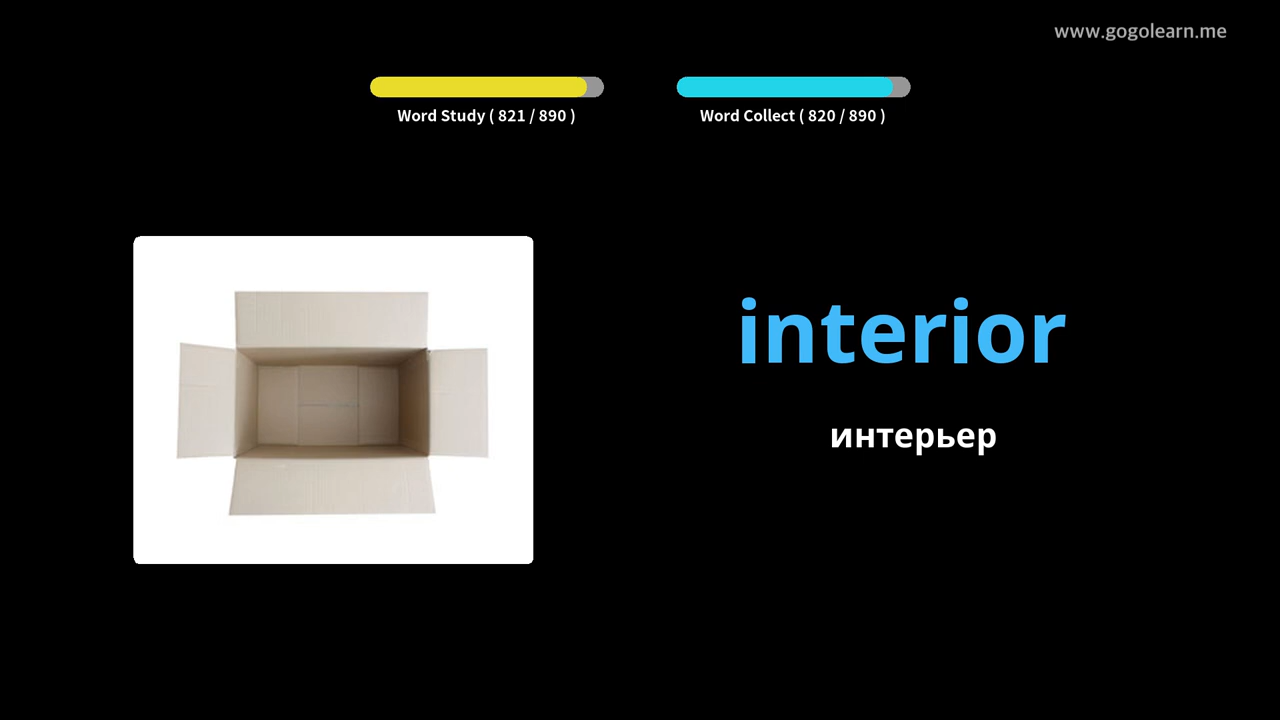 www.gogolearn.me
Word Study ( 821 / 890 )
Word Collect ( 820 / 890 )
interior
интерьер